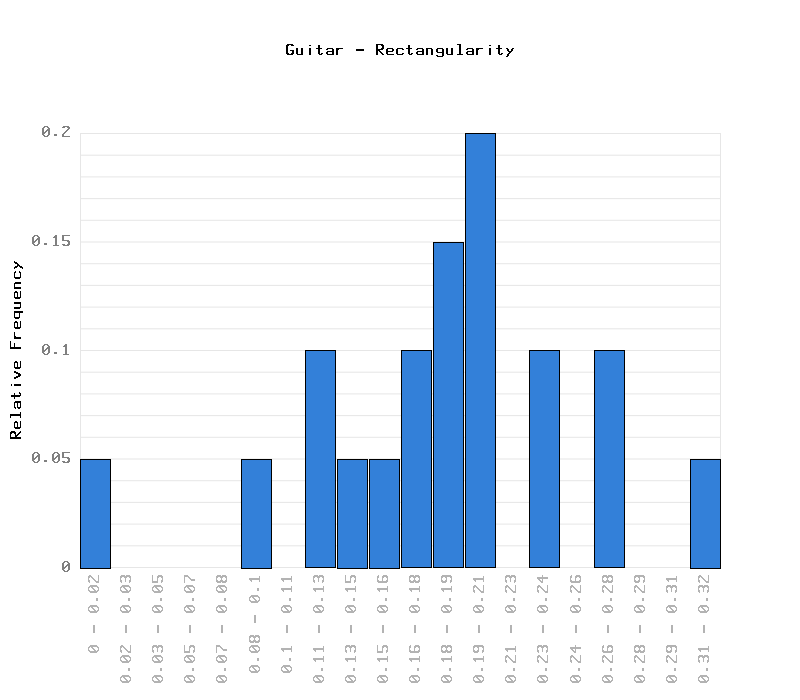 Guitar - Rectangularity
0.2
0.15
0.1
0.05
0
Relative Frequency
0 - 0.02
0.02 - 0.03
0.03 - 0.05
0.05 - 0.07
0.07 - 0.08
0.08 - 0.1
0.1 - 0.11
0.11 - 0.13
0.13 - 0.15
0.15 - 0.16
0.16 - 0.18
0.18 - 0.19
0.19 - 0.21
0.21 - 0.23
0.23 - 0.24
0.24 - 0.26
0.26 - 0.28
0.28 - 0.29
0.29 - 0.31
0.31 - 0.32